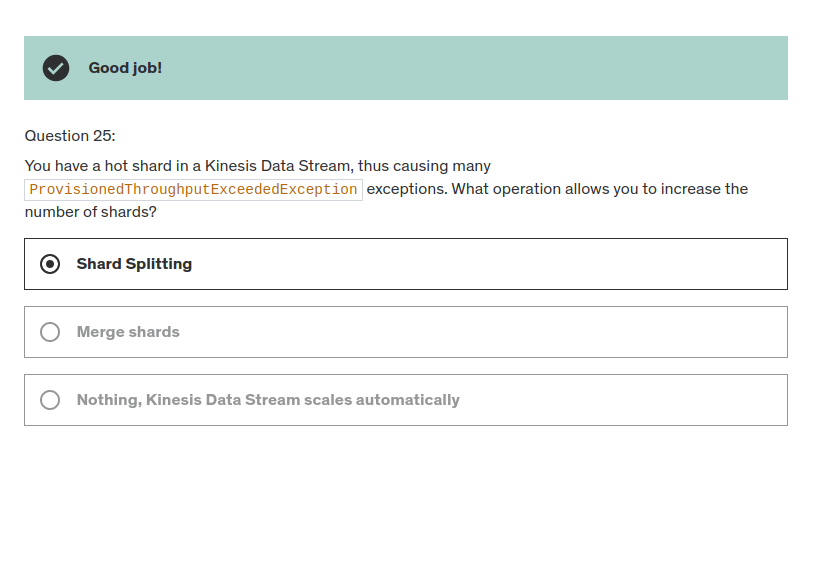 Good job!
Question 25:
You have a hot shard in a Kinesis Data Stream, thus causing many
ProvisionedThroughputExceededException exceptions. What operation allows you to increase the
number of shards?
Shard Splitting
Merge shards
Nothing, Kinesis Data Stream scales automatically